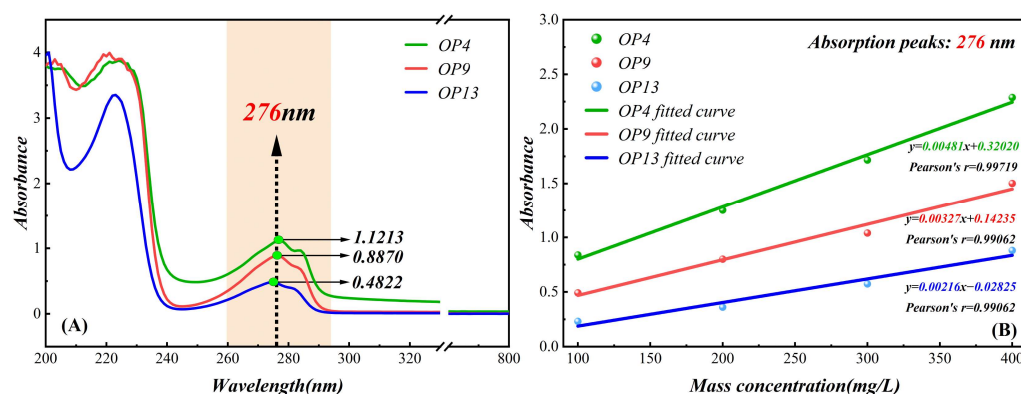 OP4
OP9
OP13
276nm
1.1213
0.8870
0.4822
(A)
Absorbance
4
3
2
1
0
200 220 240 260 280 300 320 800
Wavelength(nm)
OP4
OP9
OP13
OP4 fitted curve
OP9 fitted curve
OP13 fitted curve
Absorption peaks: 276 nm
y=0.00481x+0.32020
Pearson's r=0.99719
y=0.00327x+0.14235
Pearson's r=0.99062
y=0.00216x−0.02825
Pearson's r=0.99062
(B)
Absorbance
3.0
2.5
2.0
1.5
1.0
0.5
0.0
100 150 200 250 300 350 400
Mass concentration(mg/L)